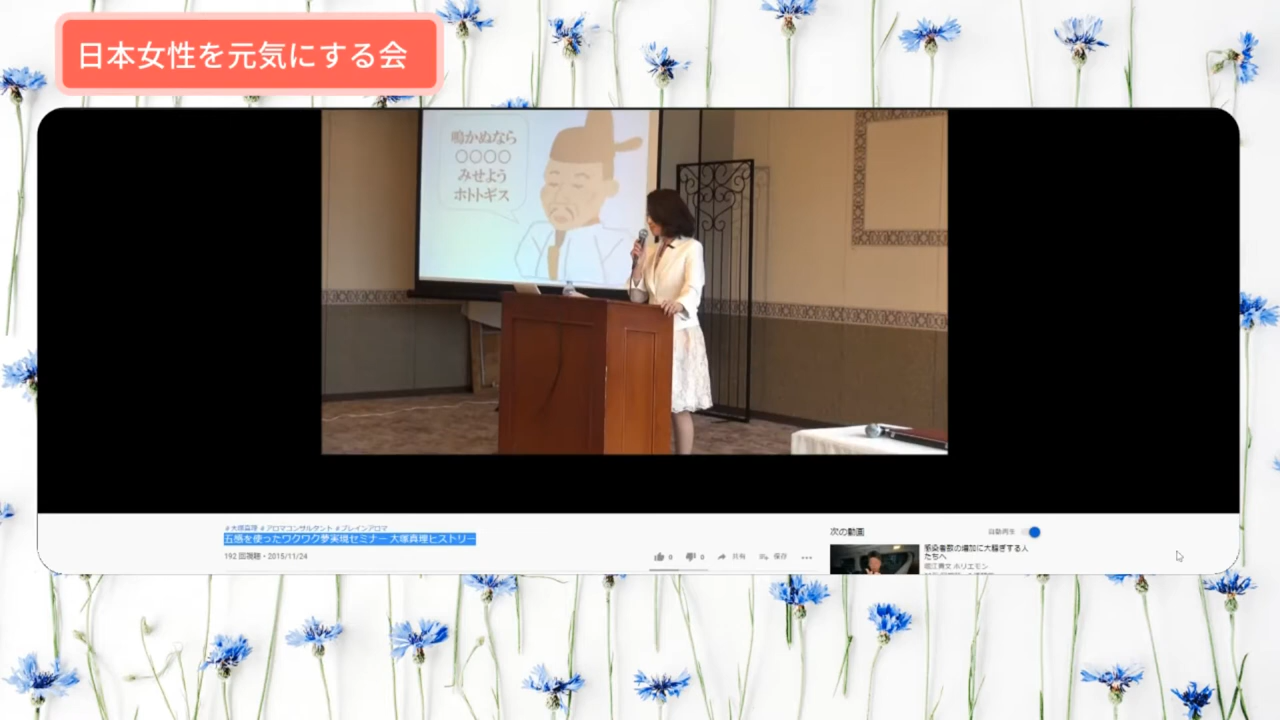 日本女性を元気にする会
鳴かぬなら
〇〇〇〇
みせよう
ホトトギス
#大塚真理 #アロマコンサルタント #ブレインアロマ
五感を使ったワクワク夢実現セミナー 大塚真理ヒストリー
192 回視聴・2015/11/24
0
0
共有
保存
次の動画
自動再生
感染者数の増加に大騒ぎする人
たちへ
堀江貴文 ホリエモン